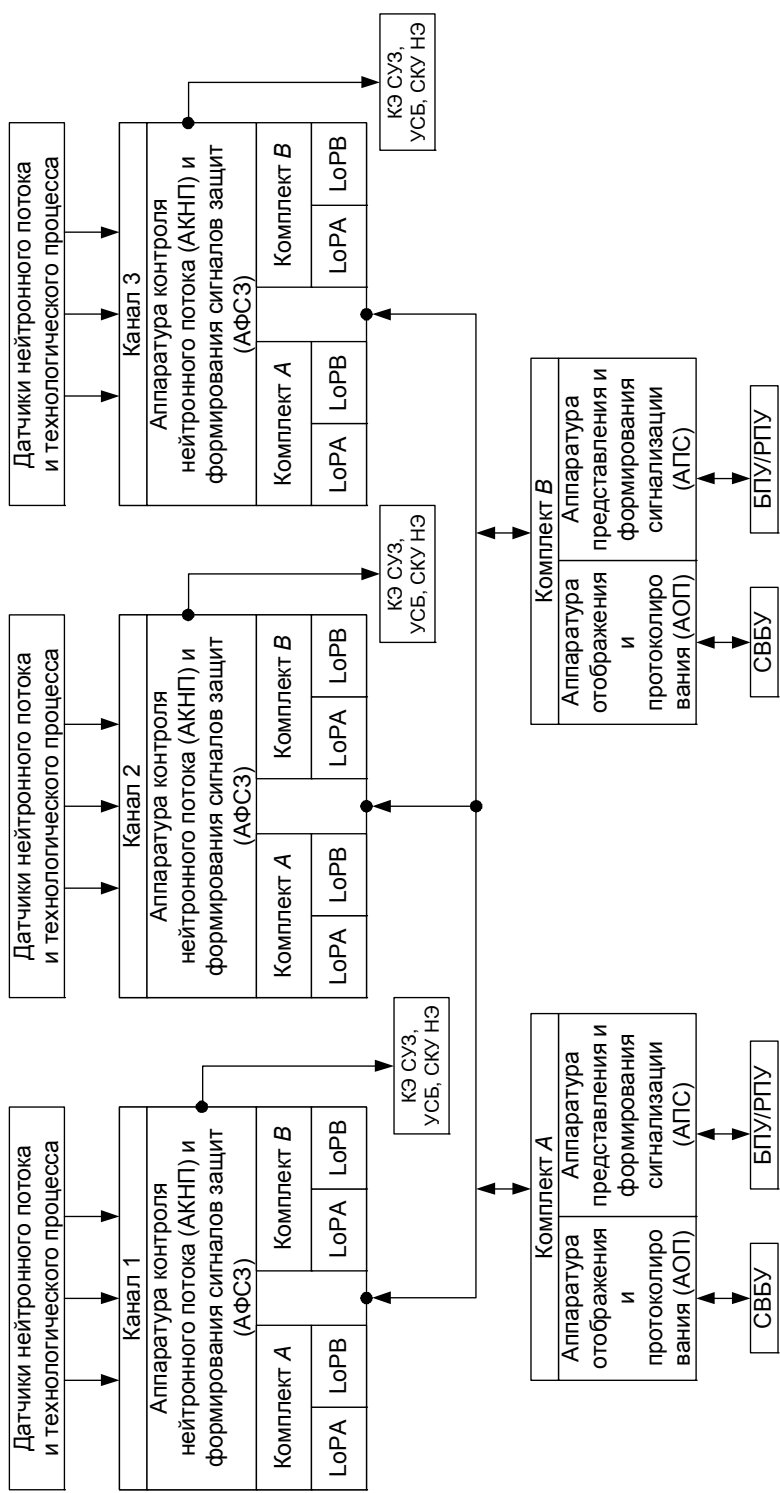 Датчики нейтронного потока
и технологического процесса
Канал 1
Аппаратура контроля
нейтронного потока (АКНП) и
формирования сигналов защит
(АФСЗ)
Комплект A
Комплект B
LoPA
LoPB
LoPA
LoPB
КЭ СУЗ,
УСБ, СКУ НЭ
Датчики нейтронного потока
и технологического процесса
Канал 2
Аппаратура контроля
нейтронного потока (АКНП) и
формирования сигналов защит
(АФСЗ)
Комплект A
Комплект B
LoPA
LoPB
LoPA
LoPB
КЭ СУЗ,
УСБ, СКУ НЭ
Датчики нейтронного потока
и технологического процесса
Канал 3
Аппаратура контроля
нейтронного потока (АКНП) и
формирования сигналов защит
(АФСЗ)
Комплект A
Комплект B
LoPA
LoPB
LoPA
LoPB
КЭ СУЗ,
УСБ, СКУ НЭ
Комплект A
Аппаратура
отображения
и
протоколиро
вания (АОП)
Аппаратура
представления и
формирования
сигнализации
(АПС)
СВБУ
БПУ/РПУ
Комплект B
Аппаратура
отображения
и
протоколиро
вания (АОП)
Аппаратура
представления и
формирования
сигнализации
(АПС)
СВБУ
БПУ/РПУ